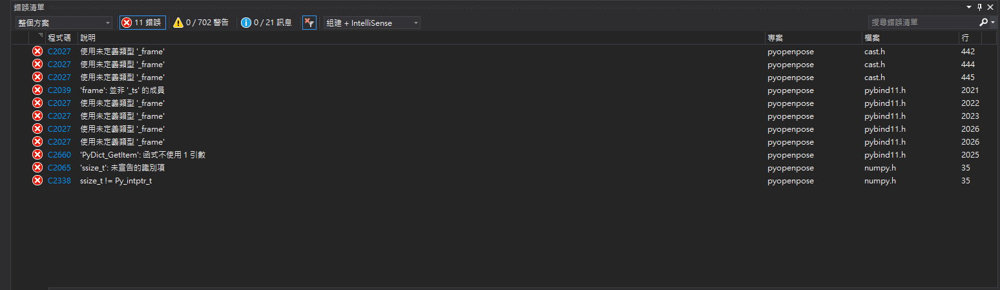 錯誤清單
整個方案 11 錯誤 0 / 702 警告 0 / 21 訊息 組建 + IntelliSense 搜尋錯誤清單
程式碼 說明 專案 檔案 行
C2027 使用未定義類型 '_frame' pyopenpose cast.h 442
C2027 使用未定義類型 '_frame' pyopenpose cast.h 444
C2027 使用未定義類型 '_frame' pyopenpose cast.h 445
C2039 'frame': 並非 '_ts' 的成員 pyopenpose pybind11.h 2021
C2027 使用未定義類型 '_frame' pyopenpose pybind11.h 2022
C2027 使用未定義類型 '_frame' pyopenpose pybind11.h 2023
C2027 使用未定義類型 '_frame' pyopenpose pybind11.h 2026
C2027 使用未定義類型 '_frame' pyopenpose pybind11.h 2026
C2660 'PyDict_GetItem': 函式不使用 1 引數 pyopenpose pybind11.h 2025
C2065 'ssize_t': 未宣告的識別項 pyopenpose numpy.h 35
C2338 ssize_t != Py_intptr_t pyopenpose numpy.h 35